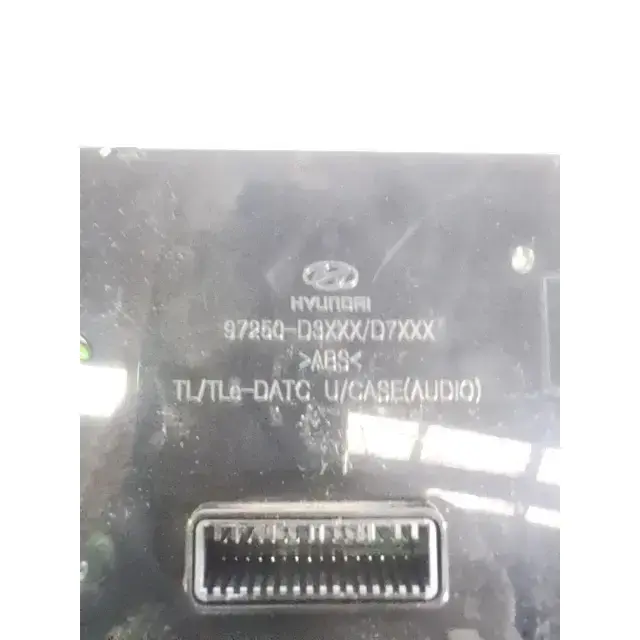 HYUNDAI
97250-D3XXX/D7XXX
>ABS<
TL/TLe-DATC U/CASE(AUDIO)